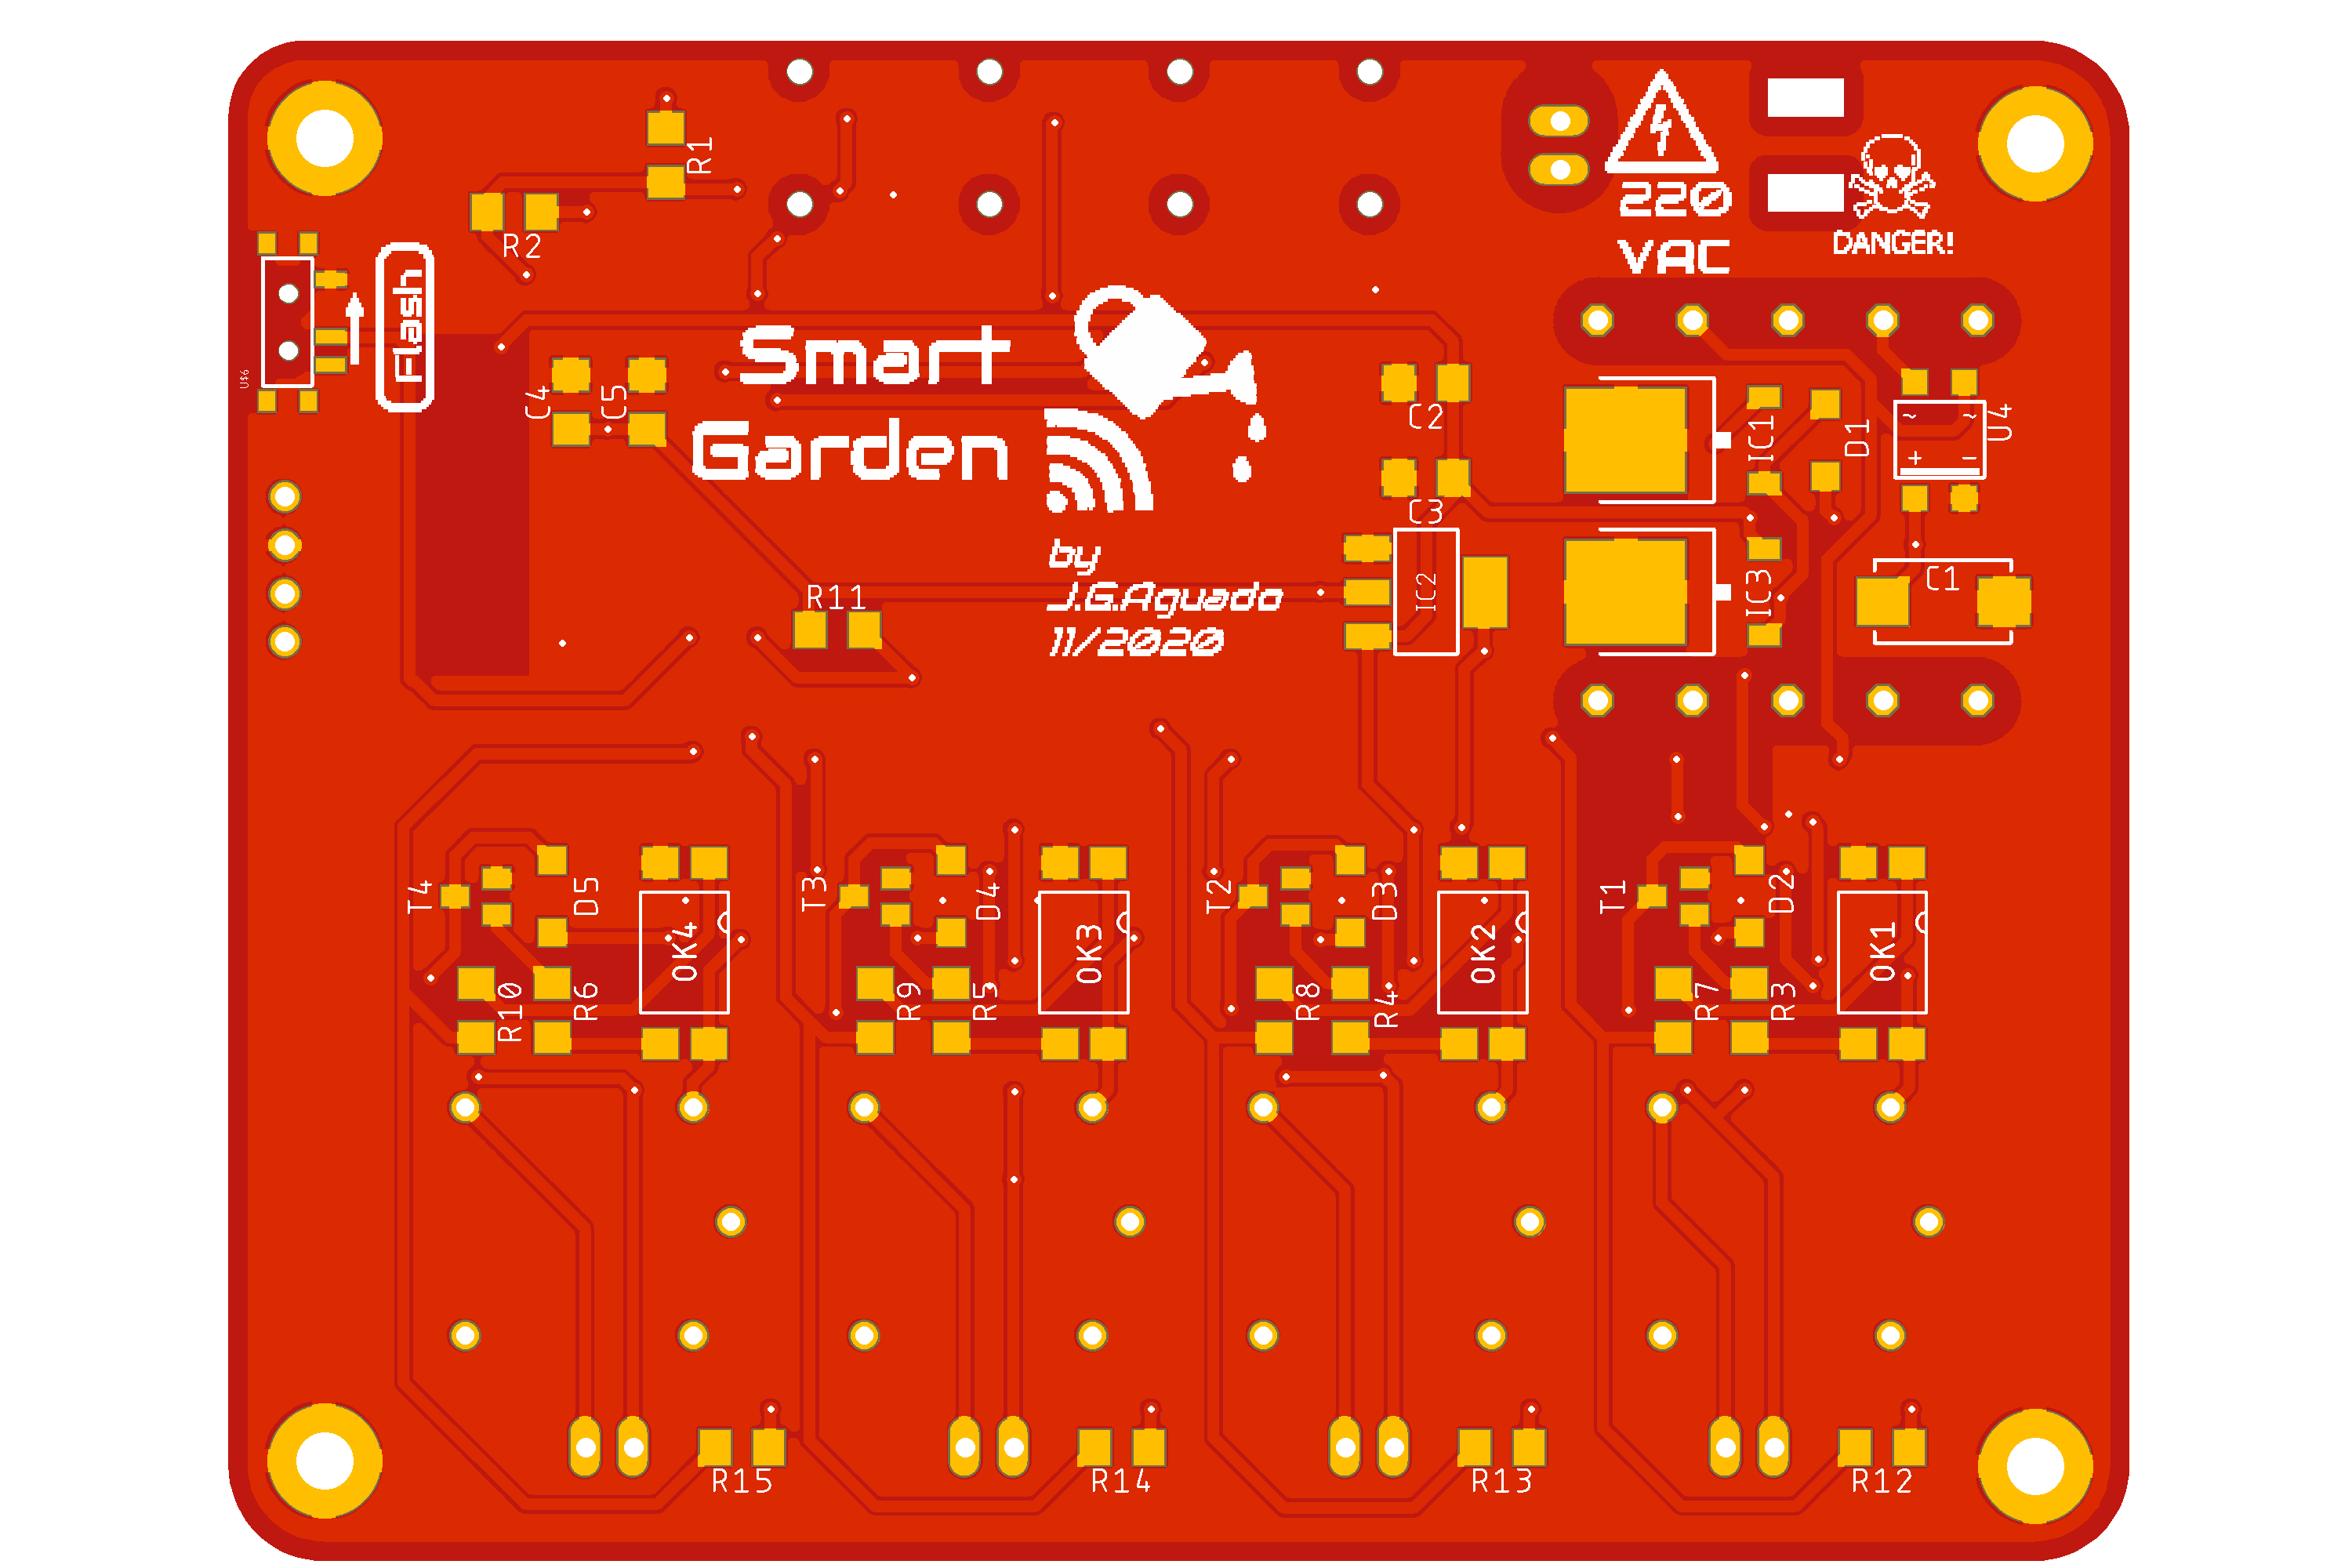 R1
R2
220
VAC
DANGER!
Flash
U$6
Smart
Garden
by
J.G.Aguado
11/2020
C4
C5
C2
C3
IC1
D1
U4
~ ~
+ -
IC2
IC3
C1
R11
T4
D5
OK4
T3
D4
OK3
T2
D3
OK2
T1
D2
OK1
R10
R6
R9
R5
R8
R4
R7
R3
R15
R14
R13
R12